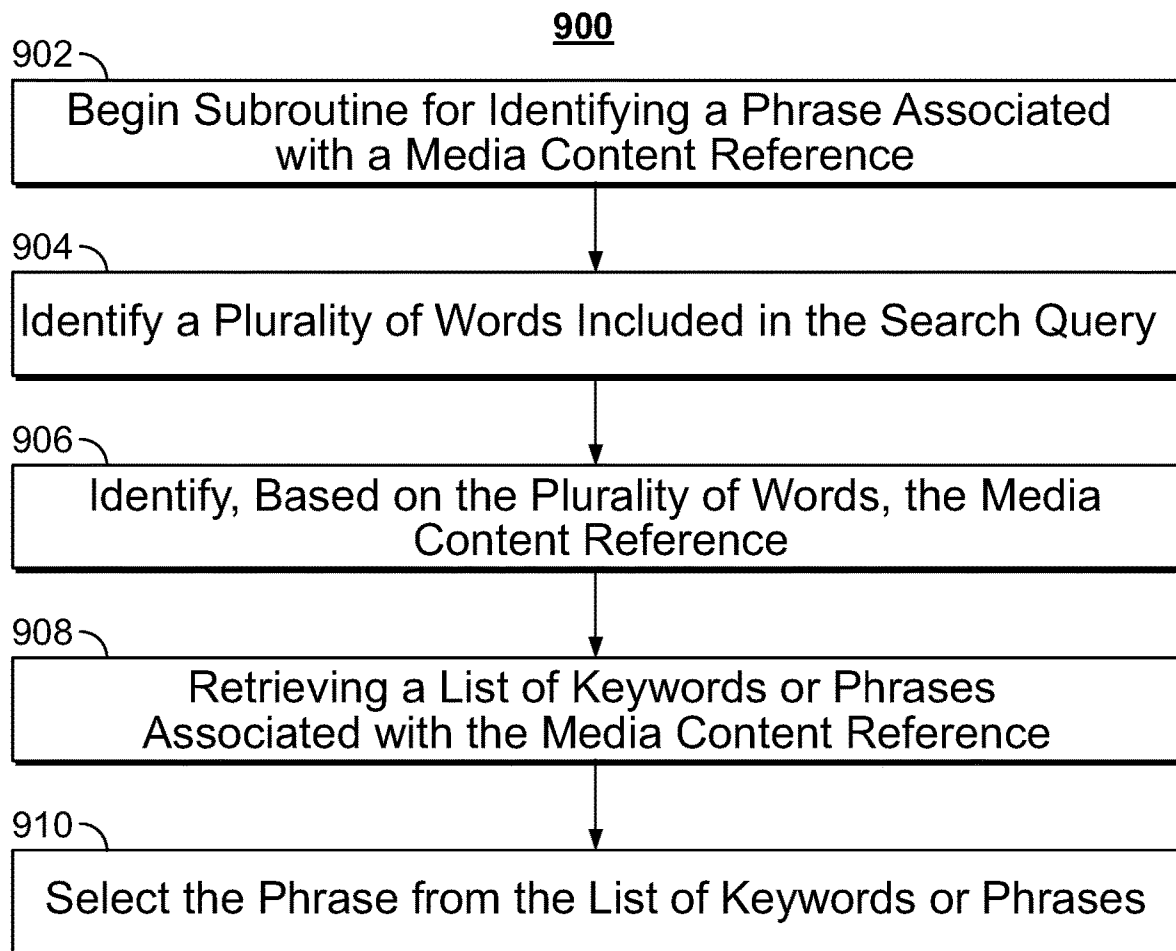 900
902
Begin Subroutine for Identifying a Phrase Associated
with a Media Content Reference
904
Identify a Plurality of Words Included in the Search Query
906
Identify, Based on the Plurality of Words, the Media
Content Reference
908
Retrieving a List of Keywords or Phrases
Associated with the Media Content Reference
910
Select the Phrase from the List of Keywords or Phrases